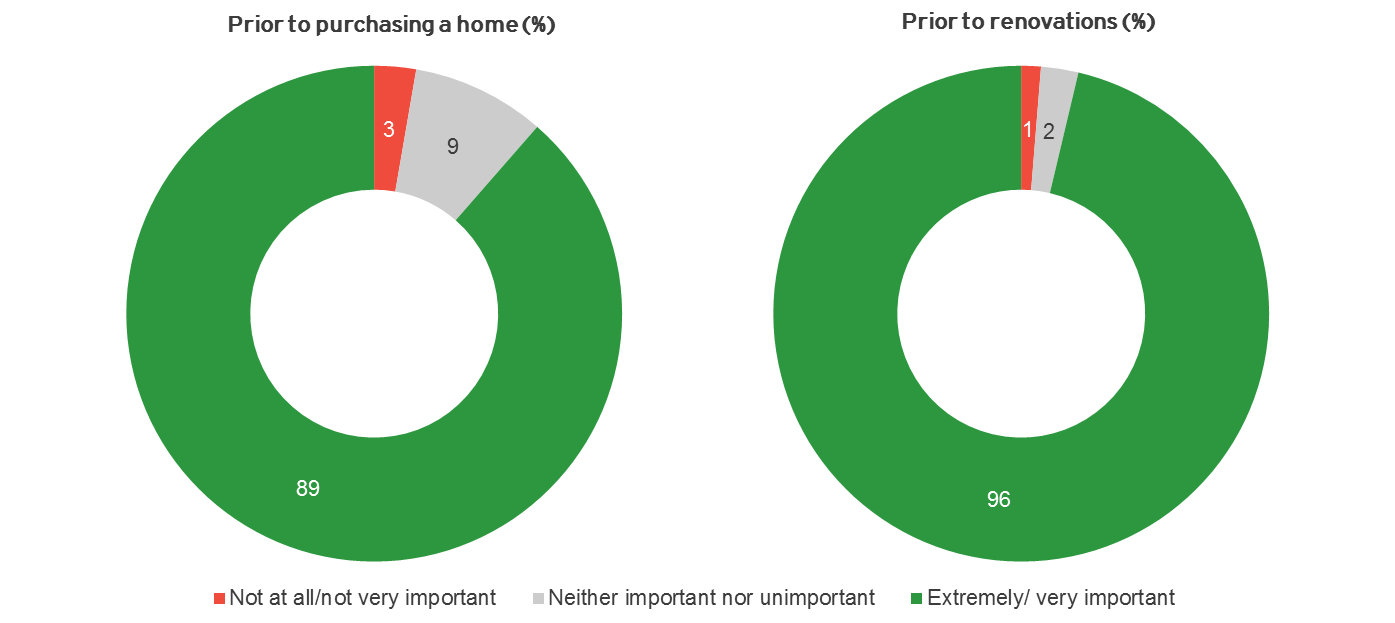 Prior to purchasing a home (%)
Prior to renovations (%)
3
9
89
1
2
96
Not at all/not very important
Neither important nor unimportant
Extremely/ very important